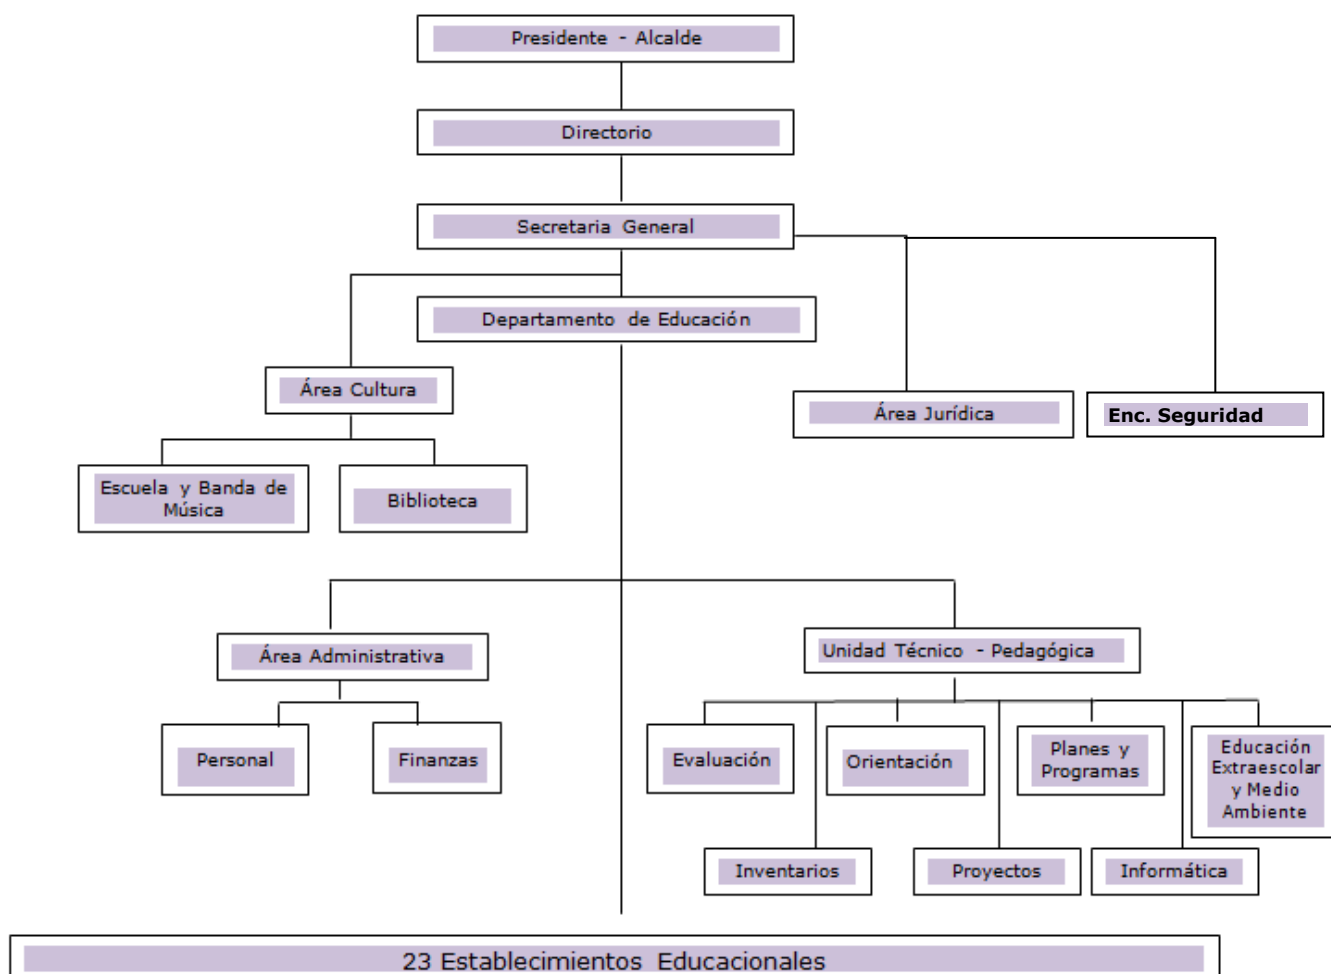 Presidente - Alcalde
Directorio
Secretaria General
Departamento de Educación
Área Cultura
Área Jurídica
Enc. Seguridad
Escuela y Banda de
Música
Biblioteca
Área Administrativa
Unidad Técnico - Pedagógica
Personal
Finanzas
Evaluación
Orientación
Planes y
Programas
Educación
Extraescolar
y Medio
Ambiente
Inventarios
Proyectos
Informática
23 Establecimientos Educacionales